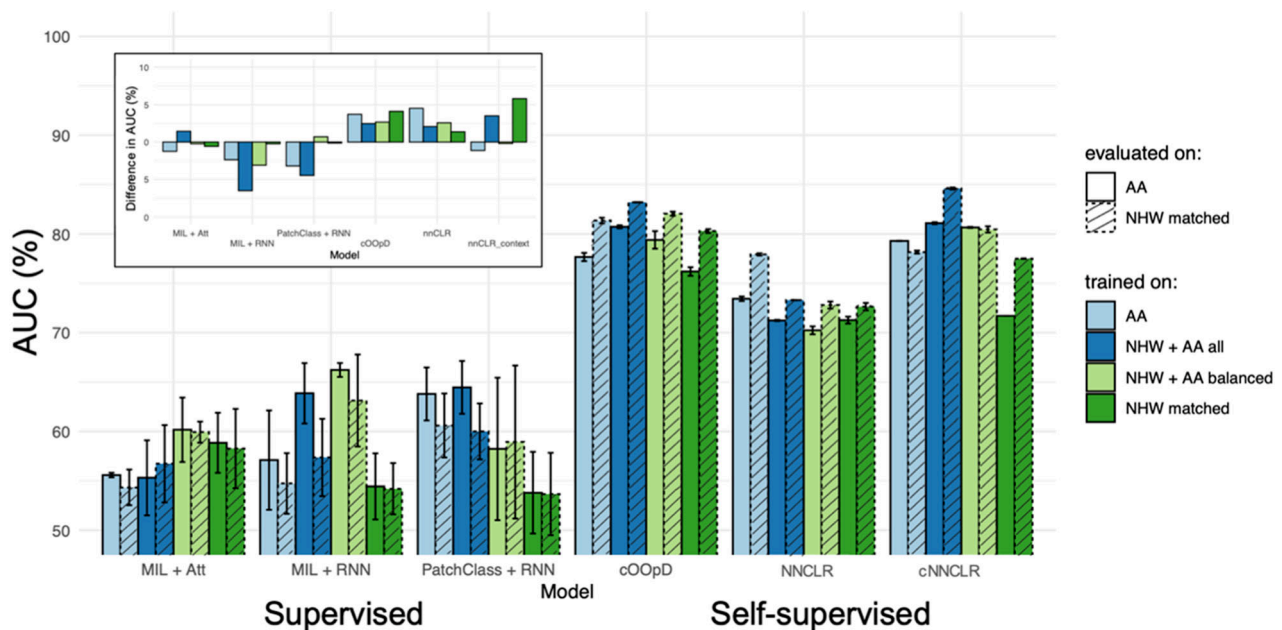 100
90
80
70
60
50
AUC (%)
10
5
0
5
0
Difference in AUC (%)
MIL + Att
MIL + RNN
PatchClass + RNN
cOOpD
nnCLR
nnCLR_context
Model
evaluated on:
AA
NHW matched
trained on:
AA
NHW + AA all
NHW + AA balanced
NHW matched
MIL + Att
MIL + RNN
PatchClass + RNN
cOOpD
NNCLR
cNNCLR
Model
Supervised
Self-supervised